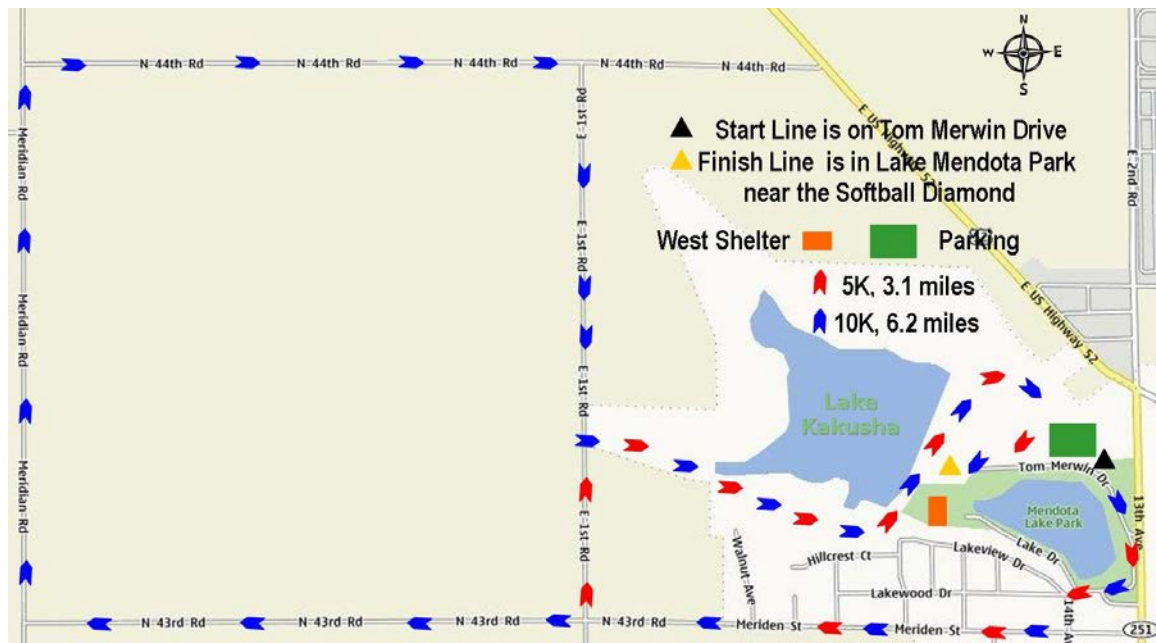 N
W E
S
N 44th Rd
N 44th Rd
N 44th Rd
N 44th Rd
N 44th Rd
E US Highway 52
E 2nd Rd
Start Line is on Tom Merwin Drive
Finish Line is in Lake Mendota Park
near the Softball Diamond
West Shelter
Parking
5K, 3.1 miles
10K, 6.2 miles
E US Highway 52
Meridian Rd
Meridian Rd
Meridian Rd
Meridian Rd
E 1st Rd
E 1st Rd
E 1st Rd
E 1st Rd
E 1st Rd
Lake
Kakusha
Tom Merwin Dr
Mendota
Lake Park
13th Ave
Walnut Ave
Hillcrest Ct
Lakeview Dr
Lake Dr
Lakewood Dr
14th A
N 43rd Rd
N 43rd Rd
N 43rd Rd
N 43rd Rd
Meriden St
Meriden St
251